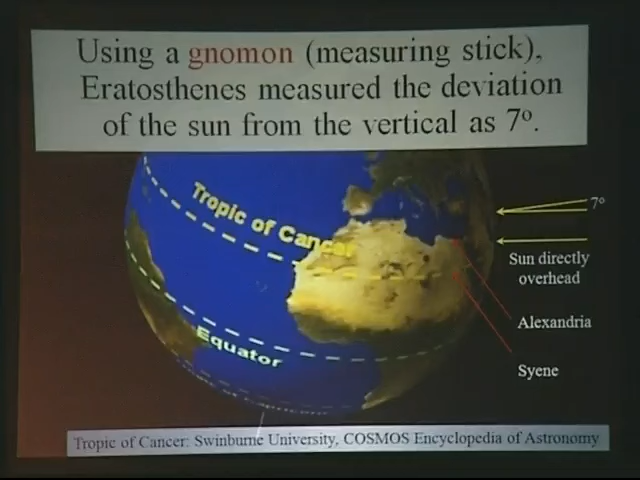 Using a gnomon (measuring stick),
Eratosthenes measured the deviation
of the sun from the vertical as 7º.
Tropic of Cancer
7º
Sun directly
overhead
Alexandria
Equator
Syene
Tropic of Cancer: Swinburne University, COSMOS Encyclopedia of Astronomy